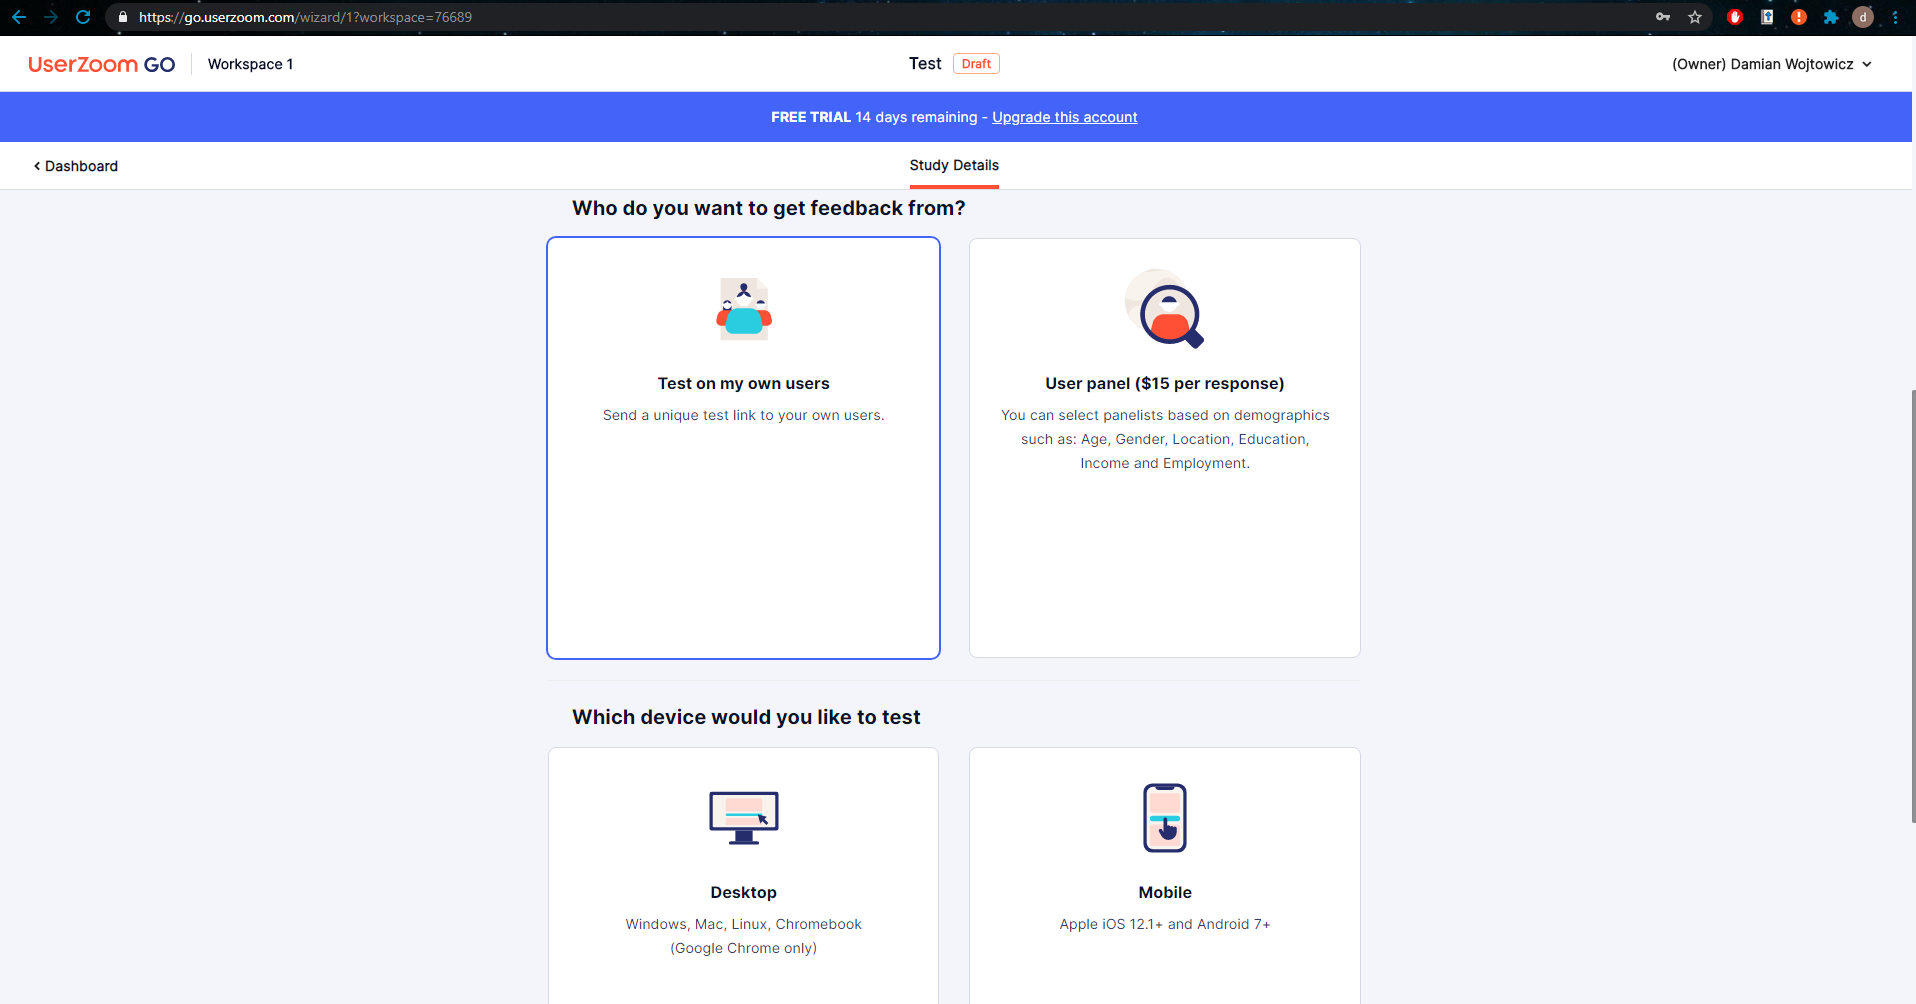 https://go.userzoom.com/wizard/1?workspace=76689
d
UserZoom GO
Workspace 1
Test
Draft
(Owner) Damian Wojtowicz
FREE TRIAL 14 days remaining - Upgrade this account
Dashboard
Study Details
Who do you want to get feedback from?
Test on my own users
Send a unique test link to your own users.
User panel ($15 per response)
You can select panelists based on demographics
such as: Age, Gender, Location, Education,
Income and Employment.
Which device would you like to test
Desktop
Windows, Mac, Linux, Chromebook
(Google Chrome only)
Mobile
Apple iOS 12.1+ and Android 7+